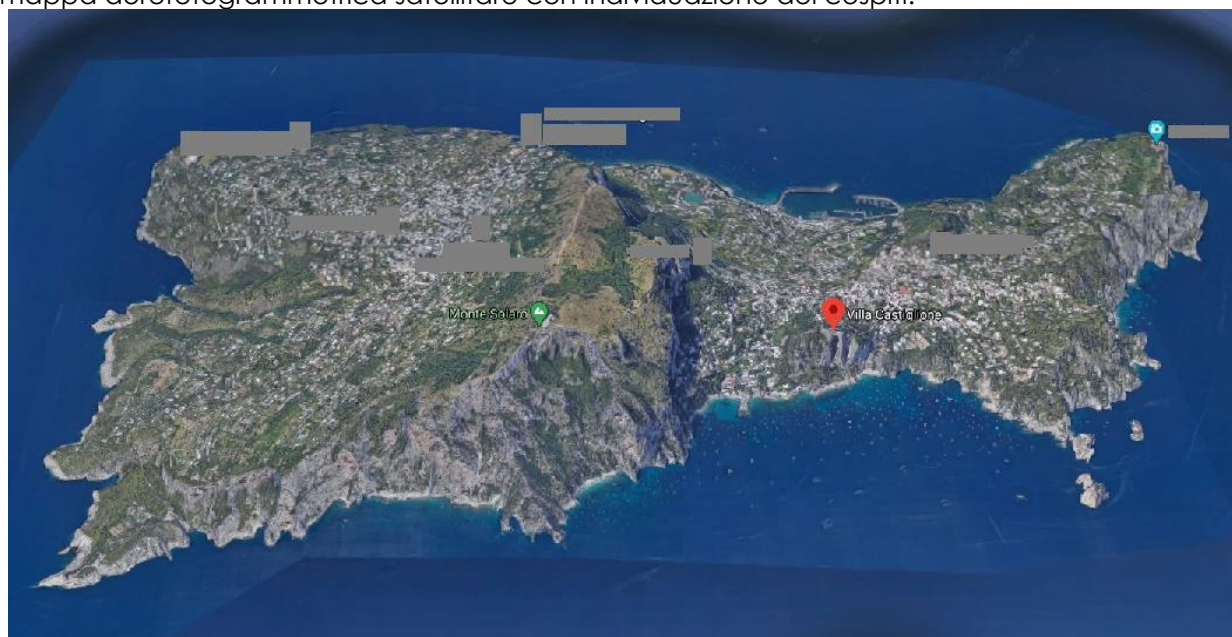 mappa aerofotogrammetrica satellitare con individuazione dei cespiti.
Monte Solaro
Villa Castiglione